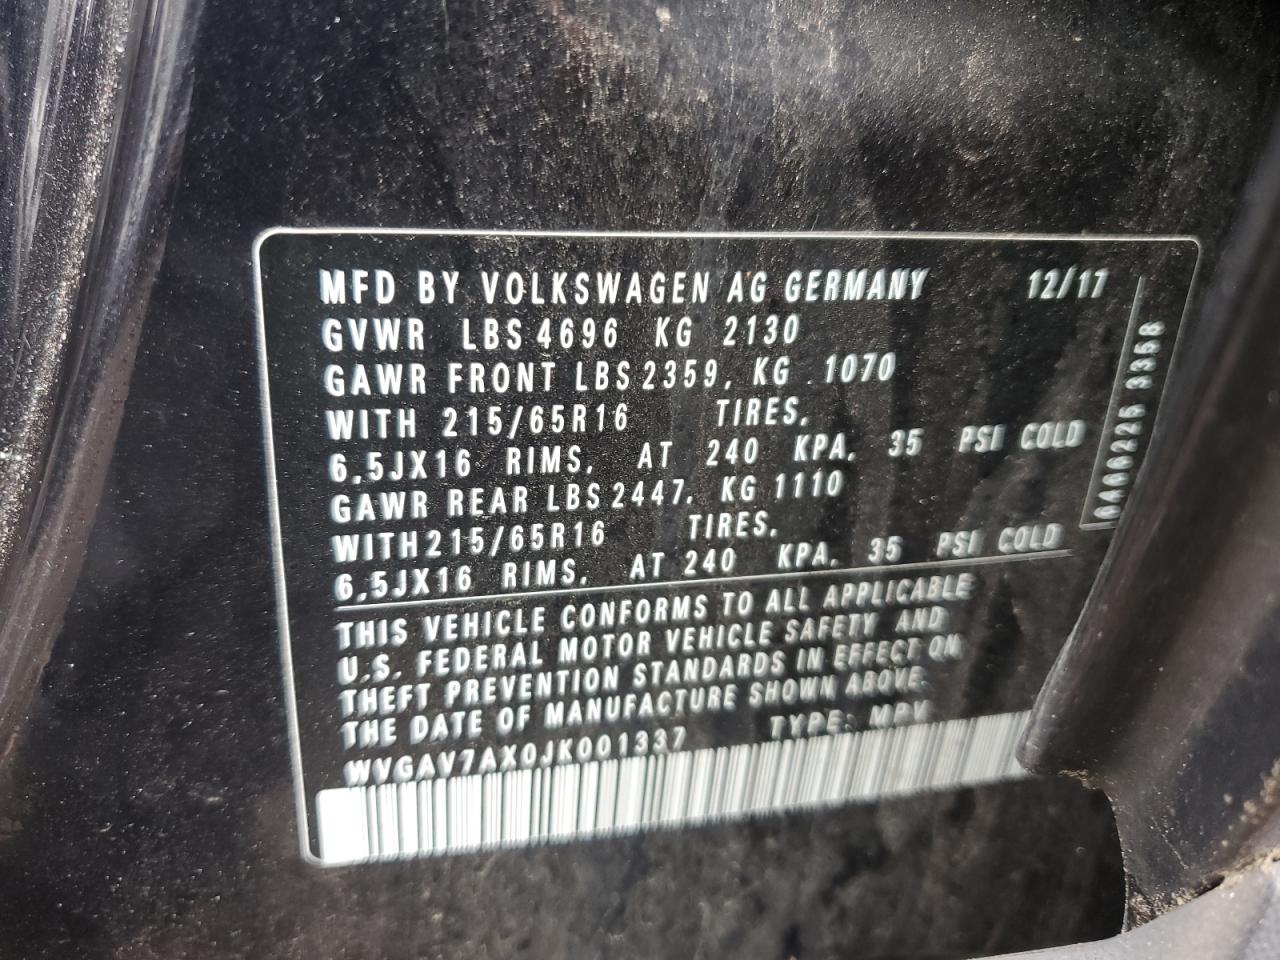 MFD BY VOLKSWAGEN AG GERMANY 12/17
GVWR LBS 4696 KG 2130
GAWR FRONT LBS 2359, KG 1070
WITH 215/65R16 TIRES,
6.5JX16 RIMS, AT 240 KPA, 35 PSI COLD
GAWR REAR LBS 2447, KG 1110
WITH 215/65R16 TIRES,
6.5JX16 RIMS, AT 240 KPA, 35 PSI COLD
THIS VEHICLE CONFORMS TO ALL APPLICABLE
U.S. FEDERAL MOTOR VEHICLE SAFETY AND
THEFT PREVENTION STANDARDS IN EFFECT ON
THE DATE OF MANUFACTURE SHOWN ABOVE.
WVGAV7AX0JK001337 TYPE: MPV